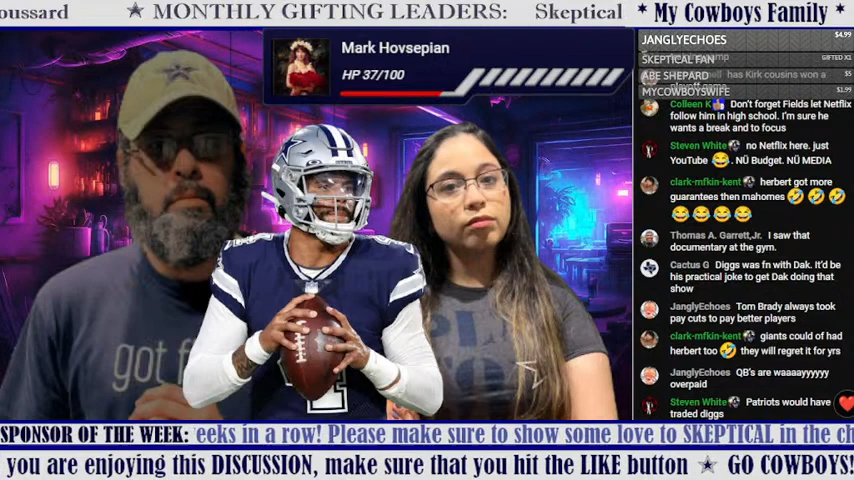 oussard ★ MONTHLY GIFTING LEADERS: Skeptical
* My Cowboys Family *
Mark Hovsepian
HP 37/100
got f
JANGLYECHOES $4.99
SKEPTICAL FAN GIFTED X1
ABE SHEPARD $5
has Kirk cousins won a
MYCOWBOYSWIFE $1.99
Colleen K Don't forget Fields let Netflix
follow him in high school. I'm sure he
wants a break and to focus
Steven White no Netflix here. just
YouTube 😂. NÜ Budget. NÜ MEDIA
clark-mfkin-kent herbert got more
guarantees then mahomes 🤣🤣🤣
😂😂😂😂
Thomas A. Garrett,Jr. I saw that
documentary at the gym.
Cactus G Diggs was fn with Dak. It'd be
his practical joke to get Dak doing that
show
JanglyEchoes Tom Brady always took
pay cuts to pay better players
clark-mfkin-kent giants could of had
herbert too 🤣 they will regret it for yrs
JanglyEchoes QB's are waaaayyyyyy
overpaid
Steven White Patriots would have
traded diggs
SPONSOR OF THE WEEK: eeks in a row! Please make sure to show some love to SKEPTICAL in the ch
you are enjoying this DISCUSSION, make sure that you hit the LIKE button ★ GO COWBOYS!